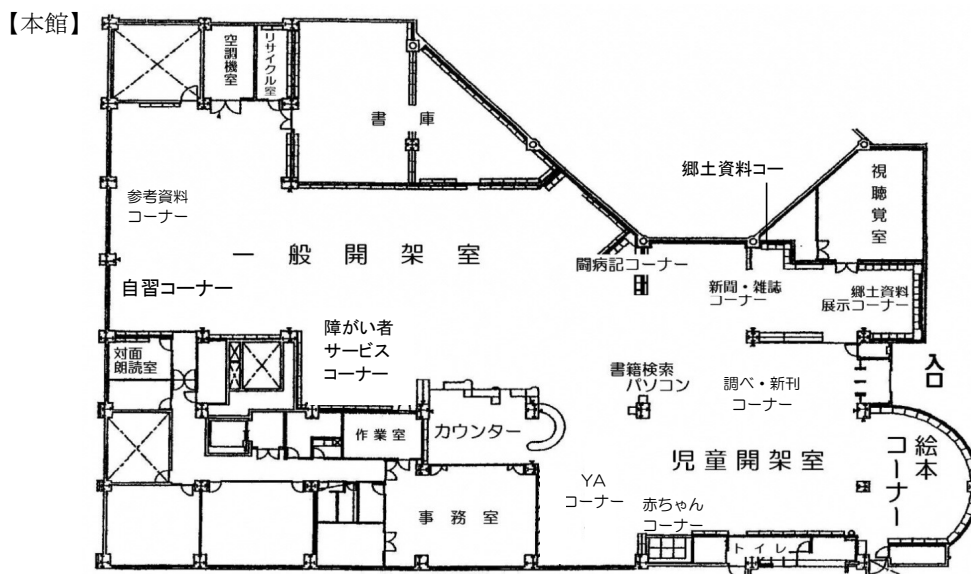 【本館】
空調機室
リサイクル室
書庫
郷土資料コー
視聴覚室
参考資料
コーナー
一般開架室
闘病記コーナー
自習コーナー
新聞・雑誌
コーナー
郷土資料
展示コーナー
障がい者
サービス
コーナー
対面
朗読室
書籍検索
パソコン
調べ・新刊
コーナー
入口
作業室
カウンター
児童開架室
絵本
コーナー
YA
コーナー
赤ちゃん
コーナー
事務室
トイレ